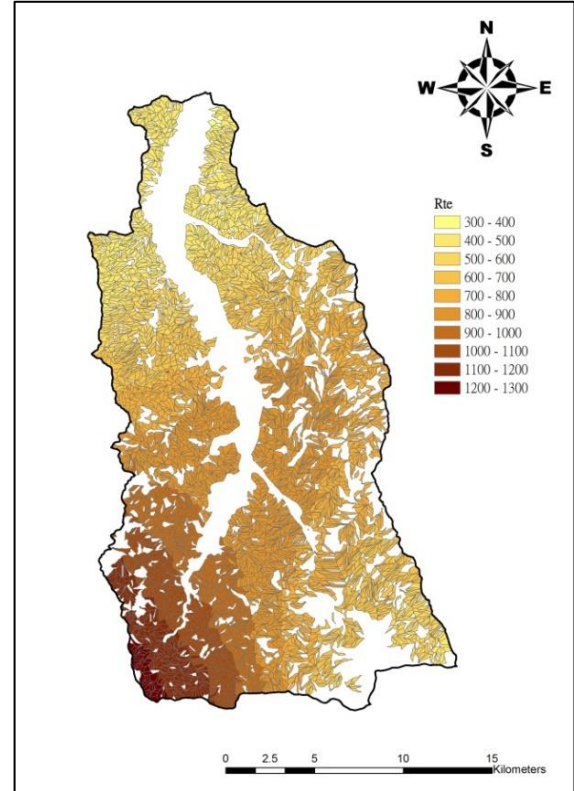 N
W E
S
Rte
300 - 400
400 - 500
500 - 600
600 - 700
700 - 800
800 - 900
900 - 1000
1000 - 1100
1100 - 1200
1200 - 1300
0 2.5 5 10 15
Kilometers